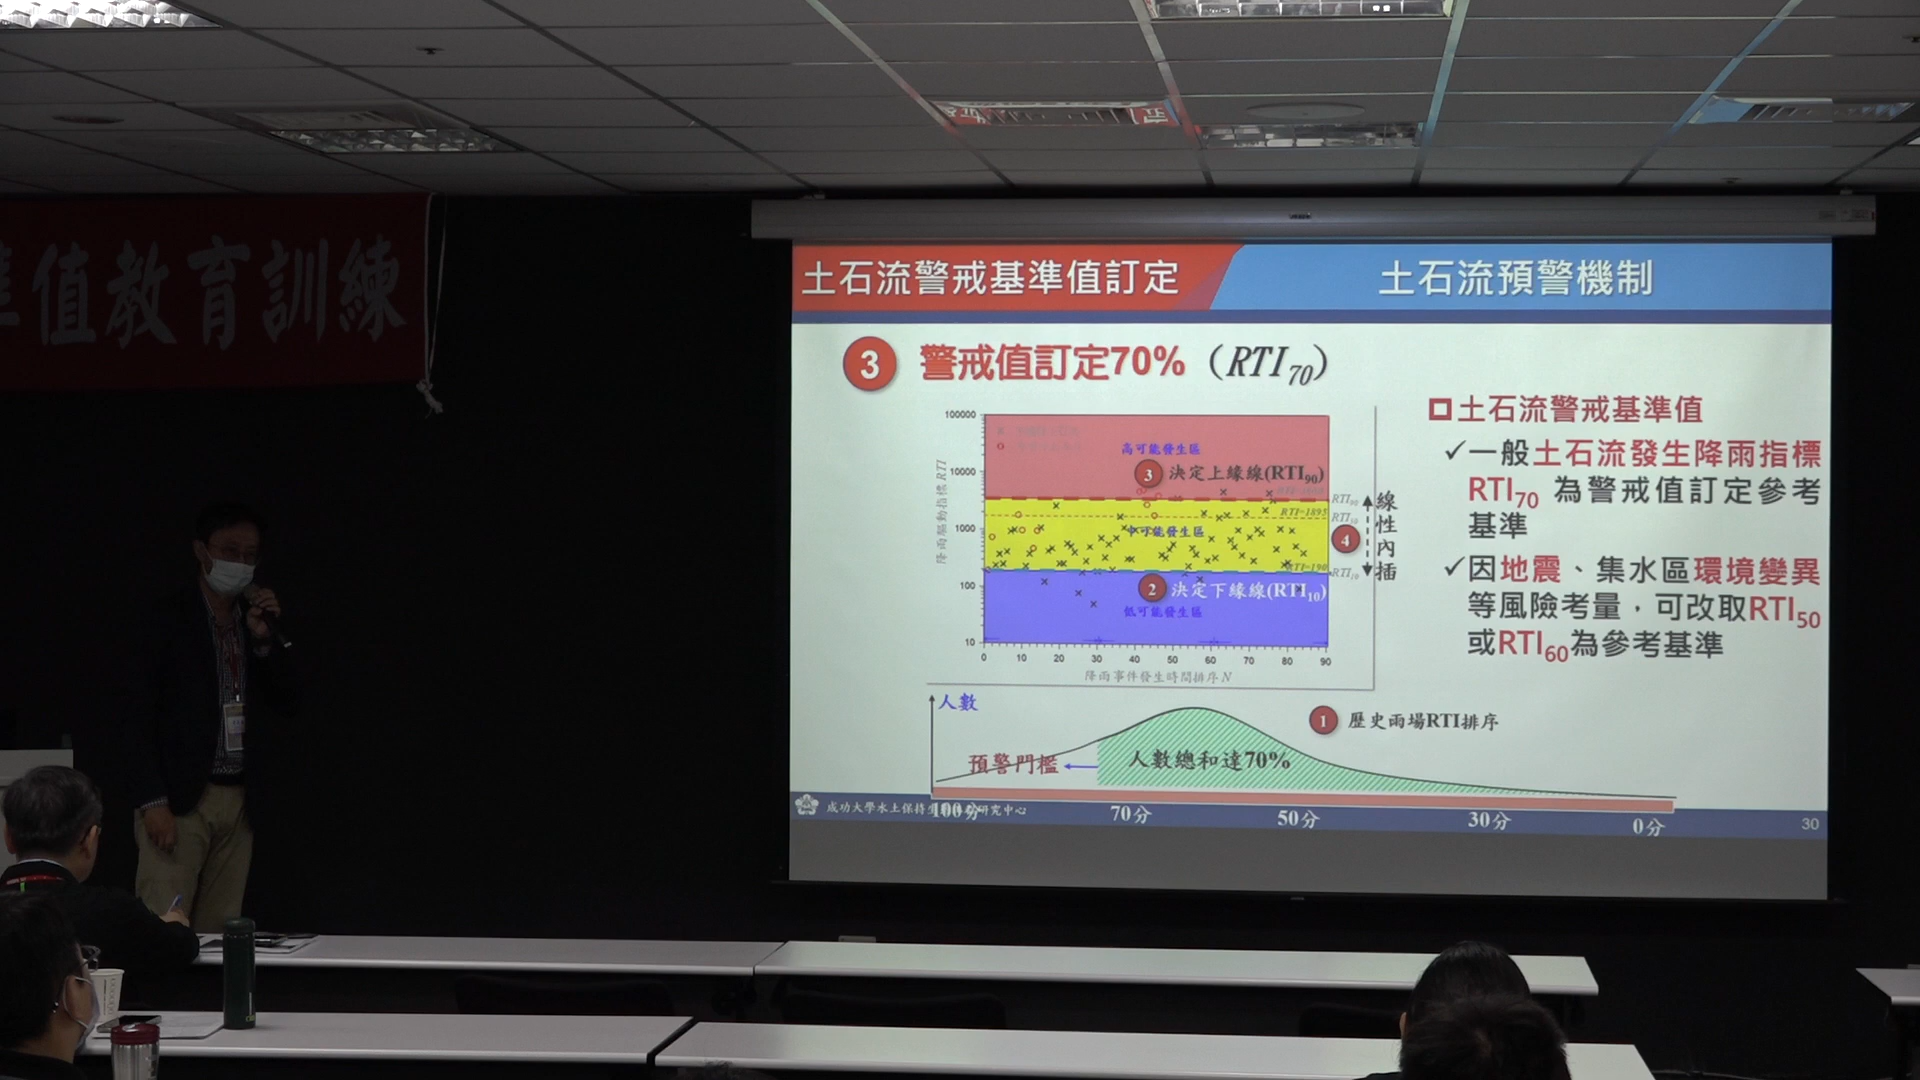 值教育訓練
土石流警戒基準值訂定
土石流預警機制
3 警戒值訂定70%（RTI70）
100000
10000
1000
100
10
0 10 20 30 40 50 60 70 80 90
降雨驅動指標 RTI
降雨事件發生時間排序 N
高可能發生區
3 決定上緣線(RTI90)
RTI=1895
中可能發生區
RTI=190
2 決定下緣線(RTI10)
低可能發生區
RTI90
RTI10
4
線性內插
土石流警戒基準值
✓一般土石流發生降雨指標
RTI70 為警戒值訂定參考
基準
✓因地震、集水區環境變異
等風險考量，可改取RTI50
或RTI60為參考基準
人數
1 歷史雨場RTI排序
預警門檻
人數總和達70%
成功大學水土保持生
研究中心
100分 70分 50分 30分 0分
30